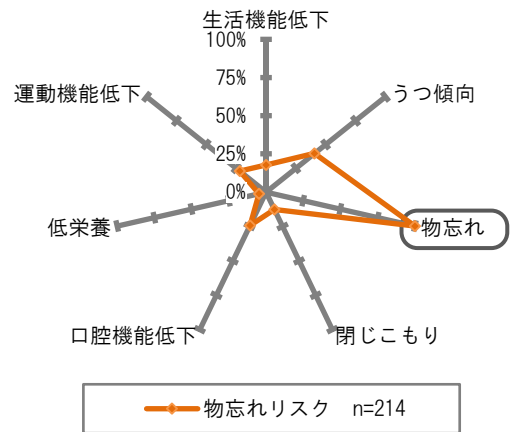 生活機能低下
100%
75%
50%
25%
0%
うつ傾向
物忘れ
閉じこもり
口腔機能低下
低栄養
運動機能低下
物忘れリスク n=214